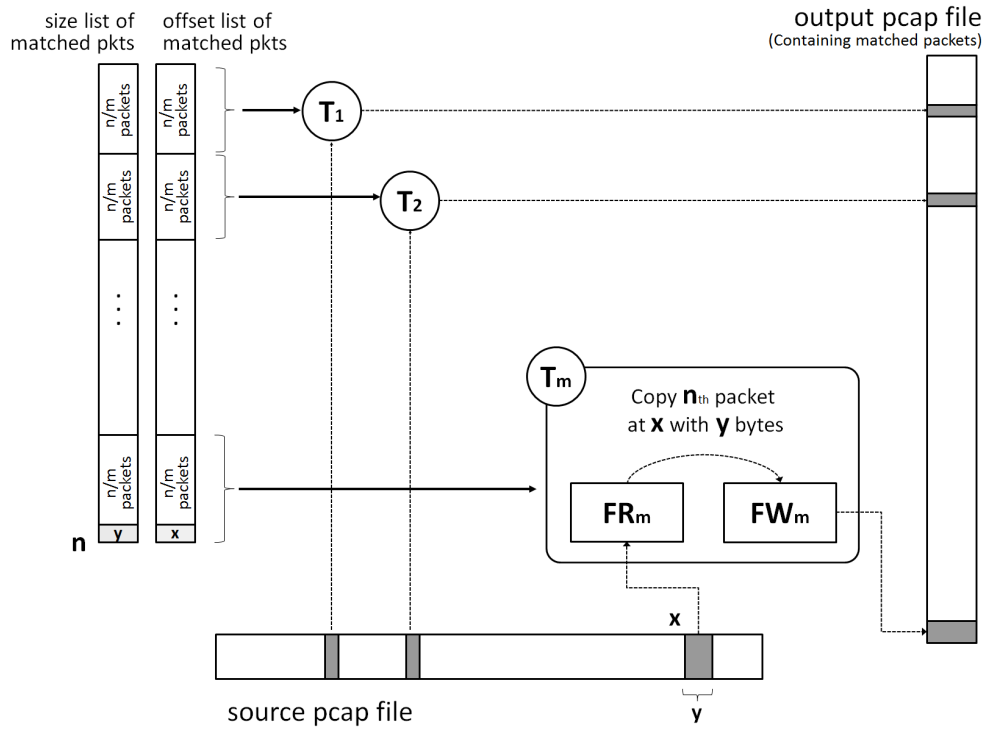 size list of
matched pkts
offset list of
matched pkts
output pcap file
(Containing matched packets)
n/m
packets
n/m
packets
T1
n/m
packets
n/m
packets
T2
. . .
. . .
Tm
Copy nth packet
at x with y bytes
n/m
packets
n/m
packets
FRm
FWm
n
y
x
x
source pcap file
y